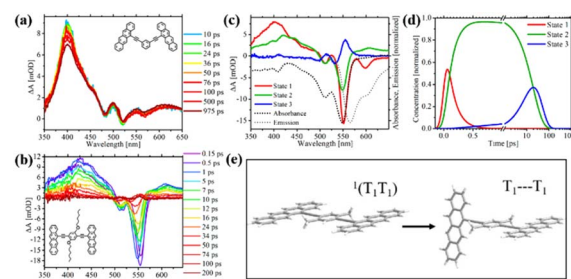 (a)
ΔA [mOD]
8
6
4
2
0
350 400 450 500 550 600 650
Wavelength [nm]
10 ps
16 ps
24 ps
36 ps
50 ps
76 ps
100 ps
500 ps
975 ps
(b)
ΔA [mOD]
12
9
6
3
0
-3
-6
-9
-12
-15
-18
350 400 450 500 550 600 650
Wavelength [nm]
0.15 ps
0.5 ps
1 ps
5 ps
7 ps
10 ps
12 ps
16 ps
24 ps
34 ps
50 ps
74 ps
100 ps
200 ps
(c)
ΔA [mOD]
5
0
-5
-10
-15
350 400 450 500 550 600
Wavelength [nm]
Absorbance, Emission [normalized]
State 1
State 2
State 3
Absorbance
Emission
(d)
Concentration [normalized]
1.0
0.8
0.6
0.4
0.2
0.0
0 1 2 10 100 1000
Time [ps]
State 1
State 2
State 3
(e)
¹(T₁T₁)
T₁---T₁